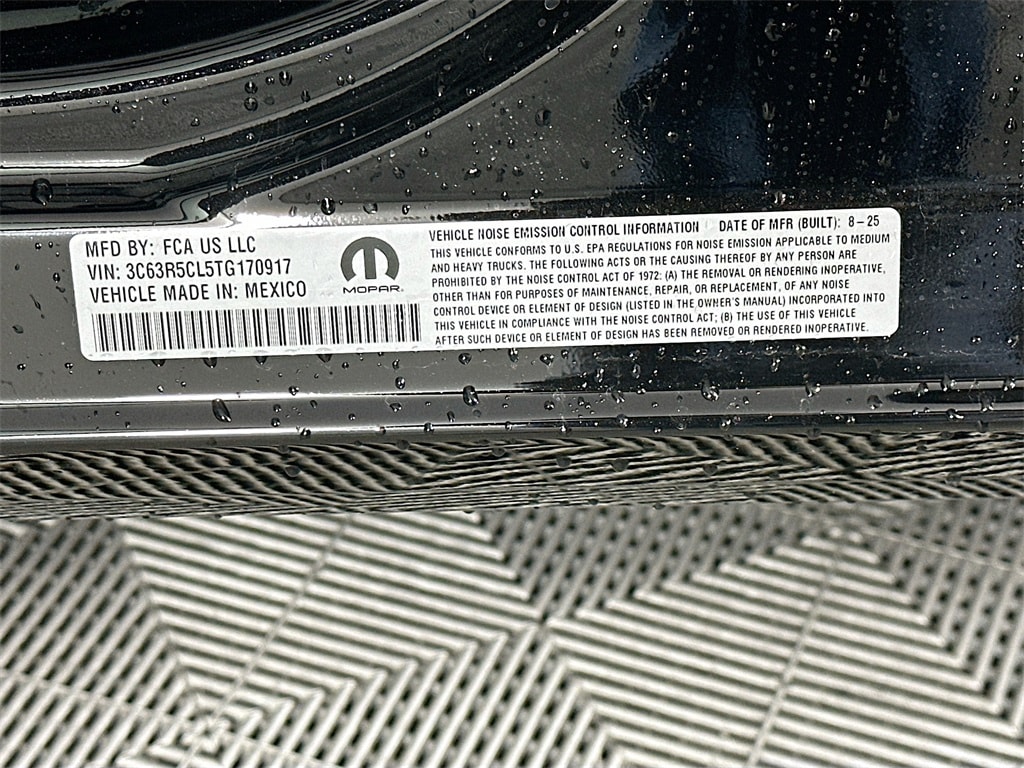 MFD BY: FCA US LLC
VIN: 3C63R5CL5TG170917
VEHICLE MADE IN: MEXICO
MOPAR®
VEHICLE NOISE EMISSION CONTROL INFORMATION DATE OF MFR (BUILT): 8-25
THIS VEHICLE CONFORMS TO U.S. EPA REGULATIONS FOR NOISE EMISSION APPLICABLE TO MEDIUM
AND HEAVY TRUCKS. THE FOLLOWING ACTS OR THE CAUSING THEREOF BY ANY PERSON ARE
PROHIBITED BY THE NOISE CONTROL ACT OF 1972: (A) THE REMOVAL OR RENDERING INOPERATIVE,
OTHER THAN FOR PURPOSES OF MAINTENANCE, REPAIR, OR REPLACEMENT, OF ANY NOISE
CONTROL DEVICE OR ELEMENT OF DESIGN (LISTED IN THE OWNER'S MANUAL) INCORPORATED INTO
THIS VEHICLE IN COMPLIANCE WITH THE NOISE CONTROL ACT; (B) THE USE OF THIS VEHICLE
AFTER SUCH DEVICE OR ELEMENT OF DESIGN HAS BEEN REMOVED OR RENDERED INOPERATIVE.